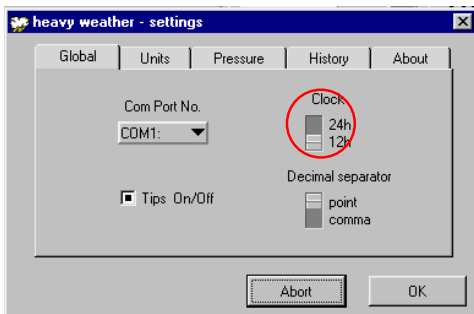 heavy weather - settings
Global Units Pressure History About
Com Port No.
COM1:
Clock
24h
12h
Tips On/Off
Decimal separator
point
comma
Abort OK